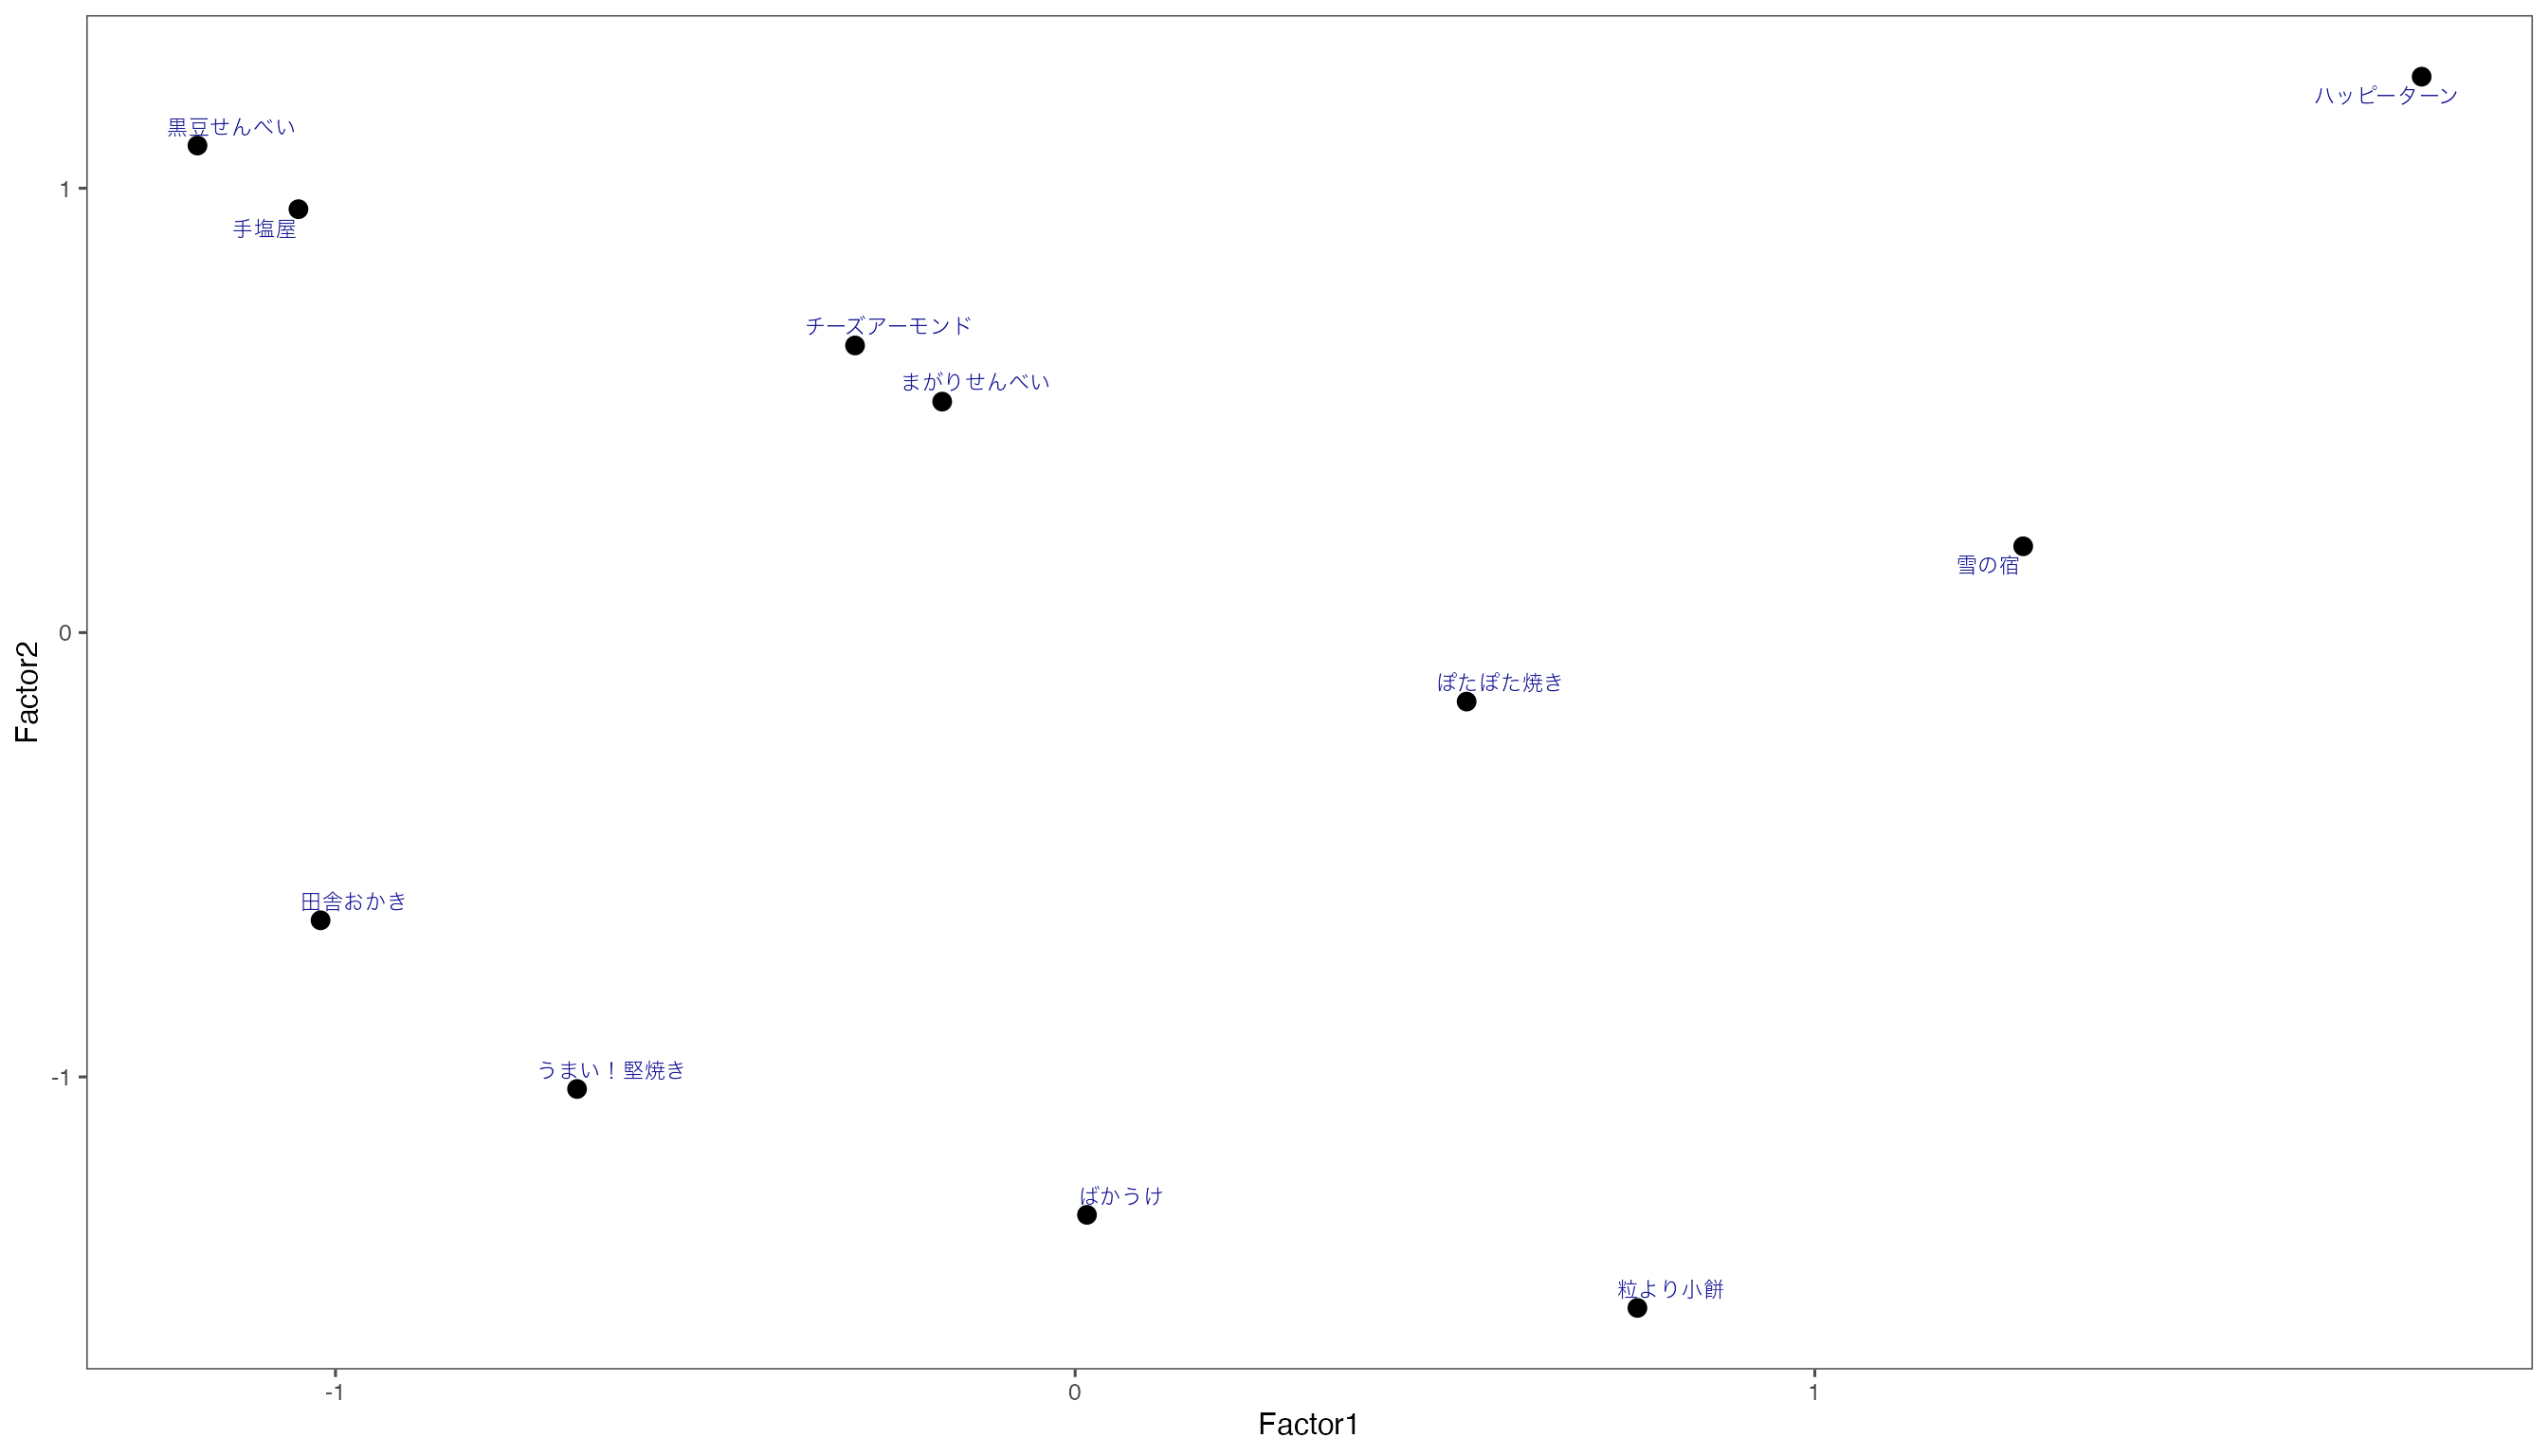 ハッピーターン
黒豆せんべい
1
手塩屋
チーズアーモンド
まがりせんべい
雪の宿
0
Factor2
ぽたぽた焼き
田舎おかき
うまい！堅焼き
-1
ばかうけ
粒より小餅
-1
0
1
Factor1